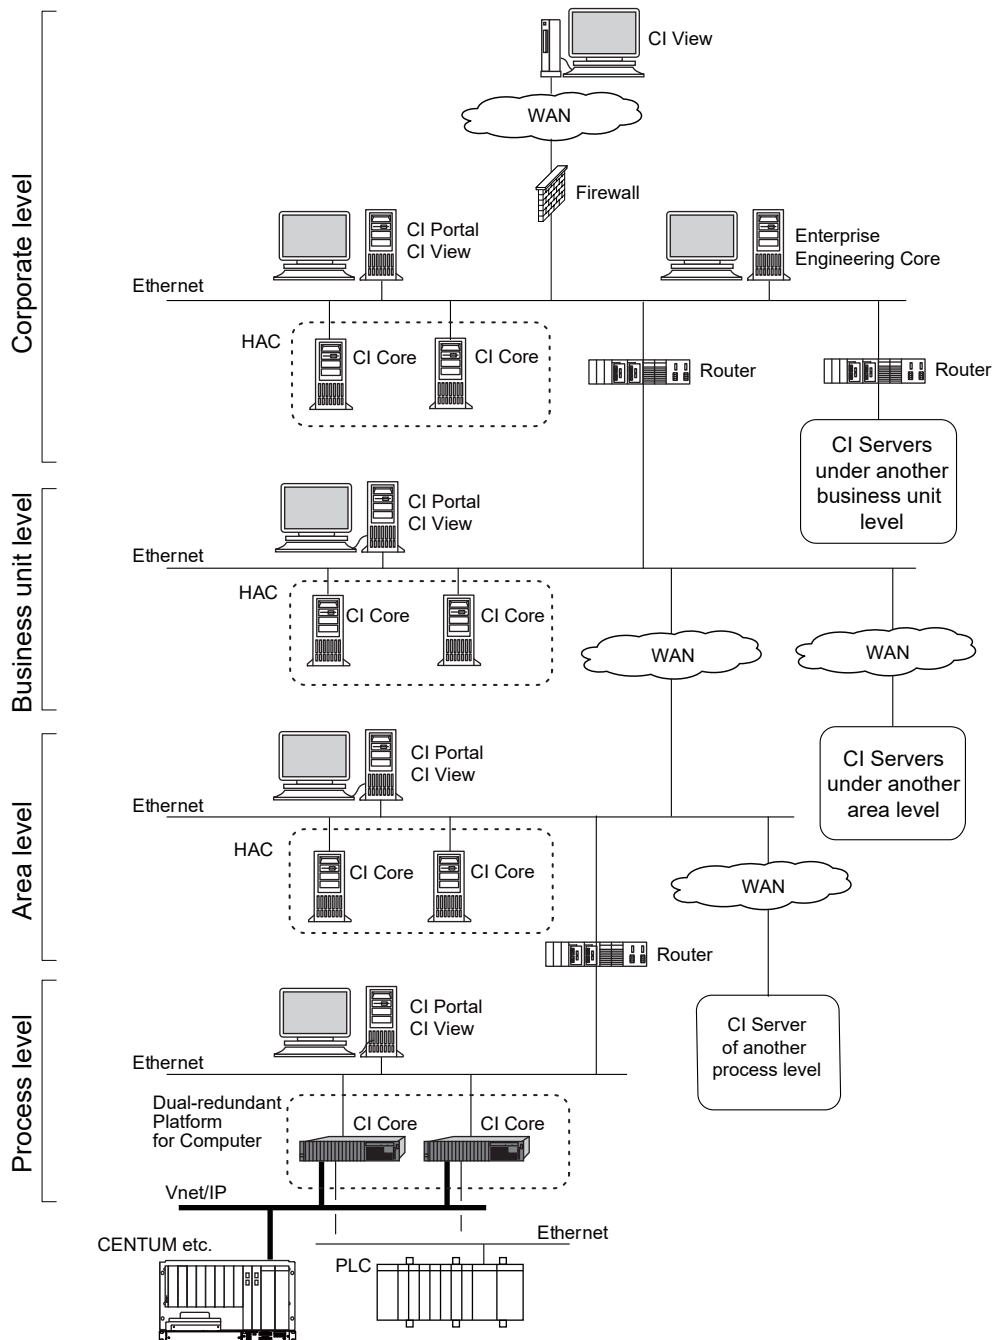 CI View
WAN
Firewall
Corporate level
CI Portal
CI View
Enterprise
Engineering Core
Ethernet
HAC
CI Core
CI Core
Router
Router
CI Servers
under another
business unit
level
Business unit level
CI Portal
CI View
Ethernet
HAC
CI Core
CI Core
WAN
WAN
CI Servers
under another
area level
Area level
CI Portal
CI View
Ethernet
HAC
CI Core
CI Core
WAN
Router
CI Server
of another
process level
Process level
CI Portal
CI View
Ethernet
Dual-redundant
Platform
for Computer
CI Core
CI Core
Vnet/IP
Ethernet
CENTUM etc.
PLC